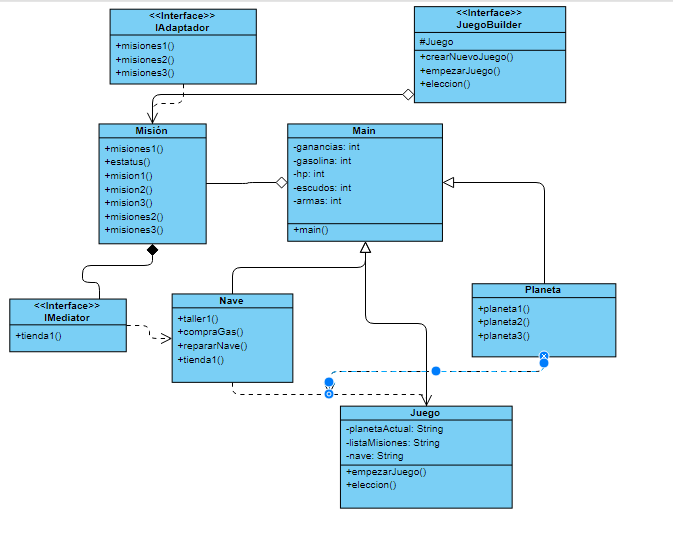 <<Interface>>
IAdaptador
+misiones1()
+misiones2()
+misiones3()
<<Interface>>
JuegoBuilder
#Juego
+crearNuevoJuego()
+empezarJuego()
+eleccion()
Misión
+misiones1()
+estatus()
+mision1()
+mision2()
+mision3()
+misiones2()
+misiones3()
Main
-ganancias: int
-gasolina: int
-hp: int
-escudos: int
-armas: int
+main()
<<Interface>>
IMediator
+tienda1()
Nave
+taller1()
+compraGas()
+repararNave()
+tienda1()
Planeta
+planeta1()
+planeta2()
+planeta3()
Juego
-planetaActual: String
-listaMisiones: String
-nave: String
+empezarJuego()
+eleccion()